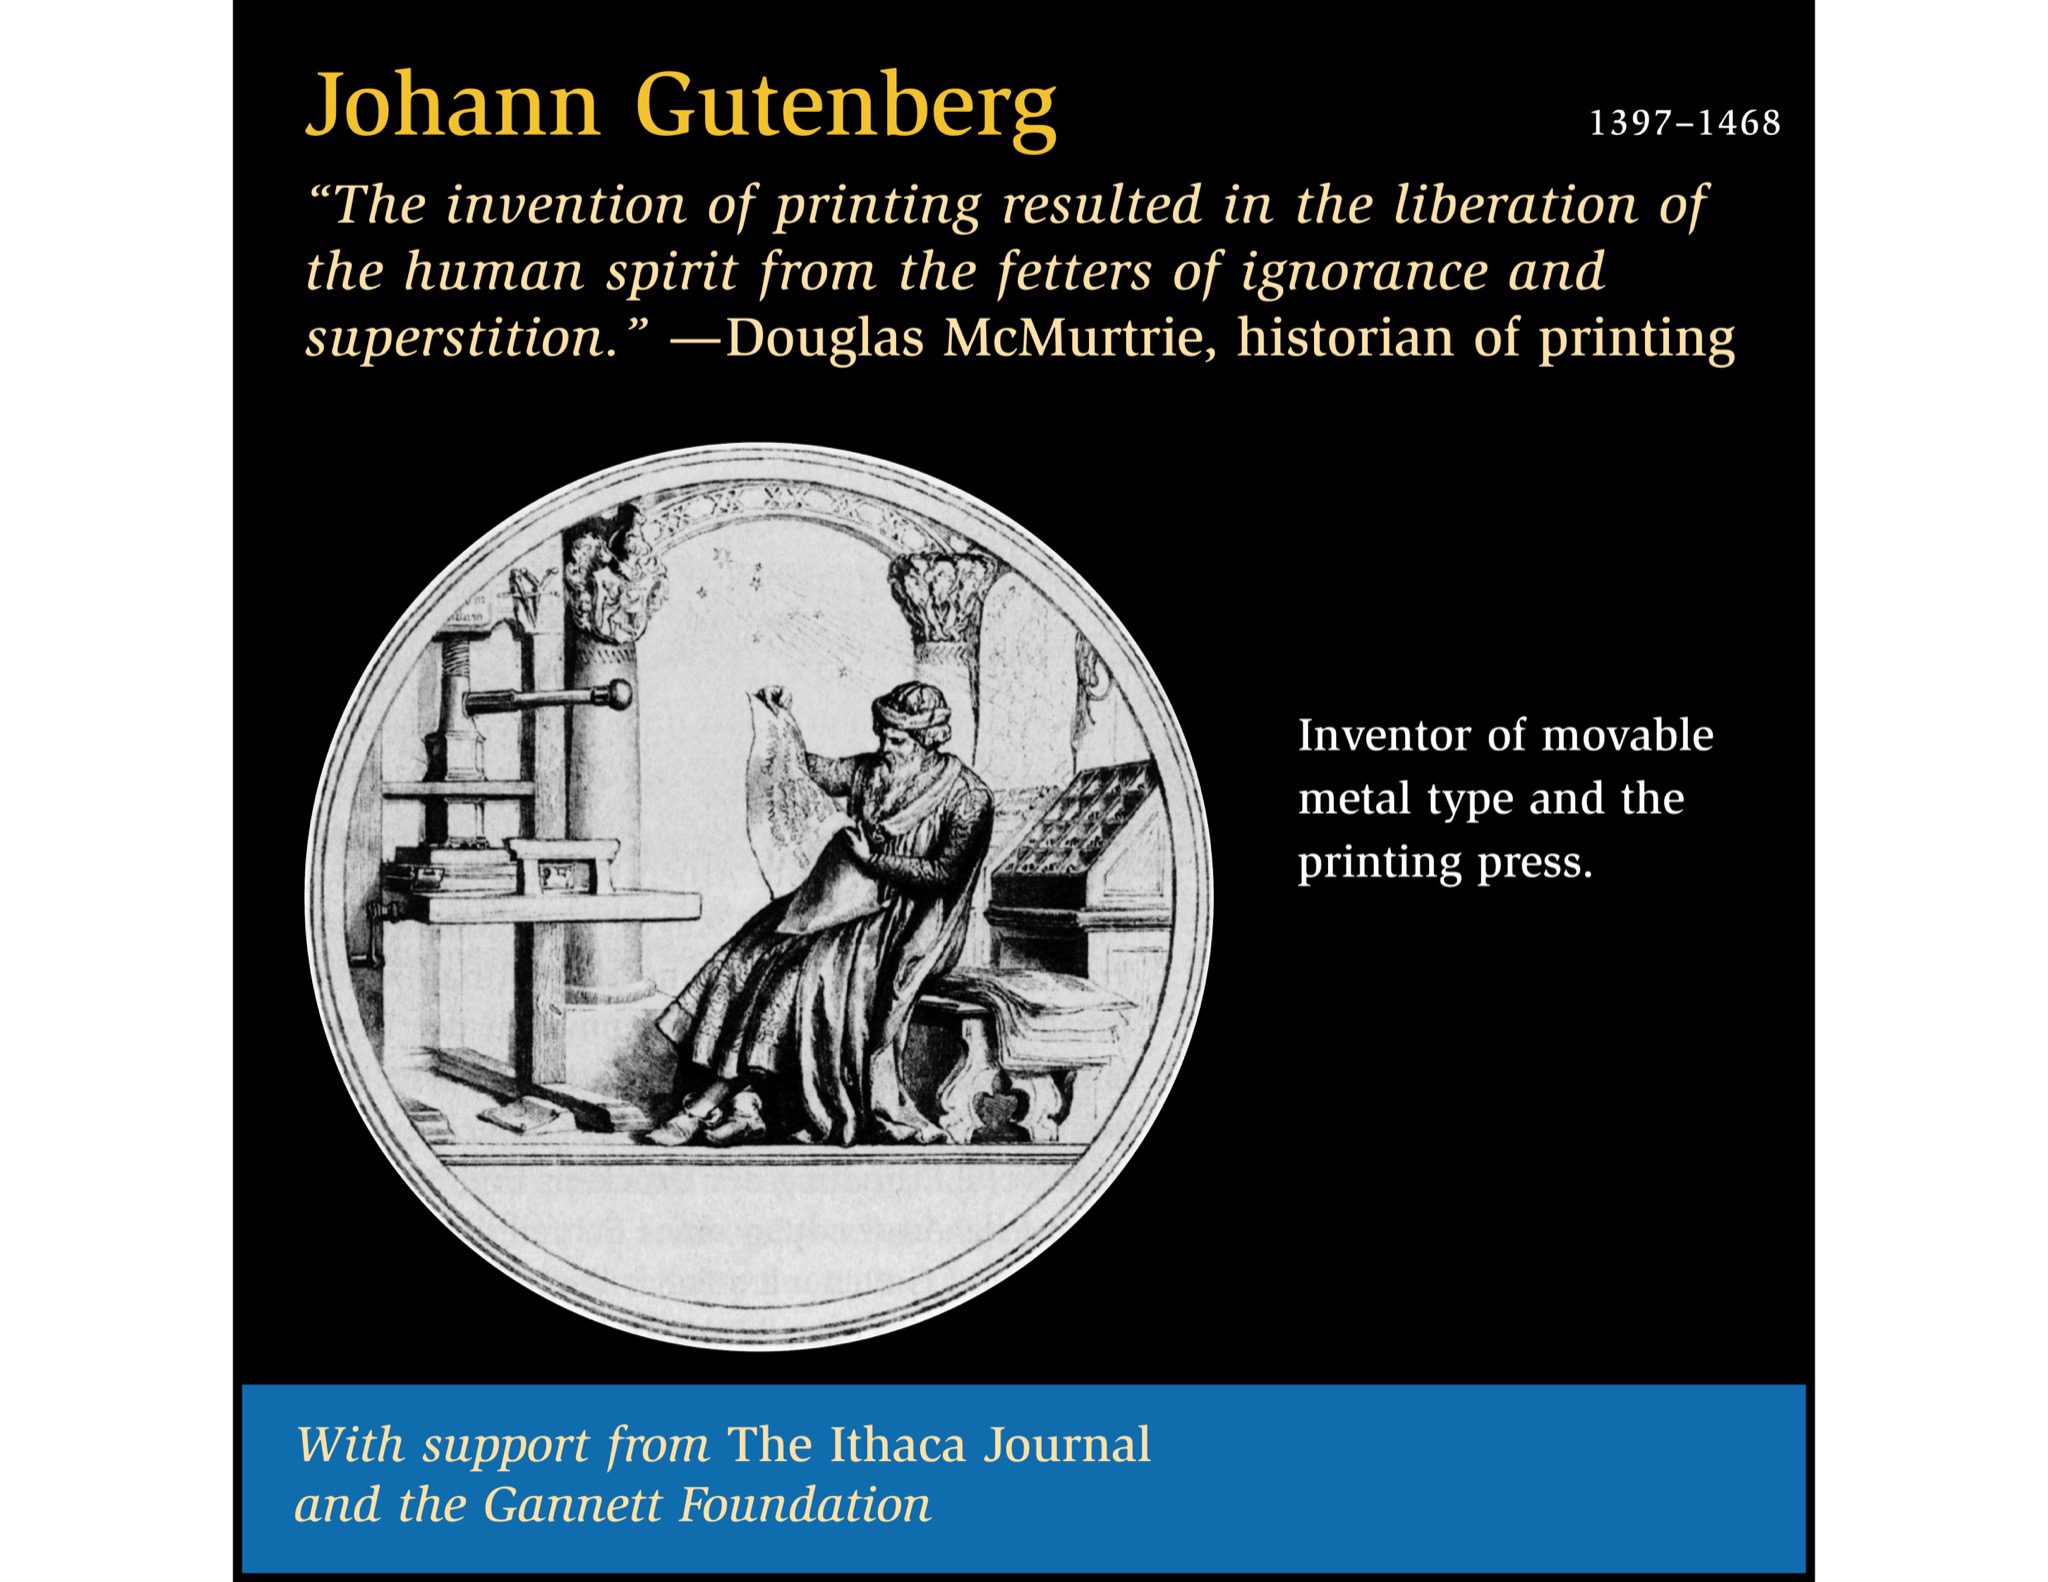 Johann Gutenberg
1397–1468
“The invention of printing resulted in the liberation of
the human spirit from the fetters of ignorance and
superstition.” —Douglas McMurtrie, historian of printing
Inventor of movable
metal type and the
printing press.
With support from The Ithaca Journal
and the Gannett Foundation